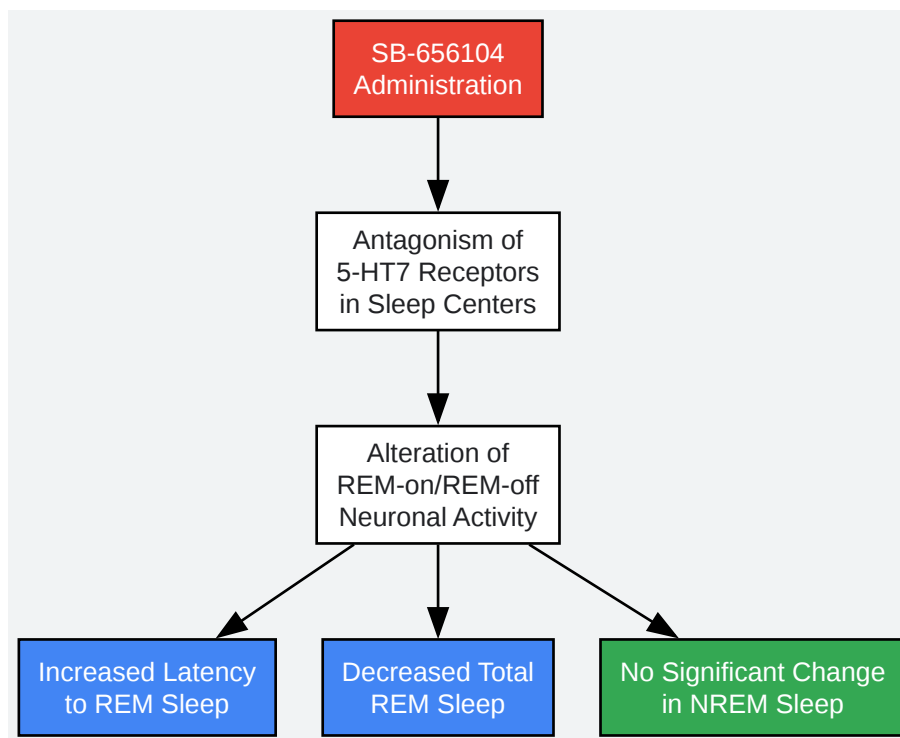 SB-656104
Administration
Antagonism of
5-HT7 Receptors
in Sleep Centers
Alteration of
REM-on/REM-off
Neuronal Activity
Increased Latency
to REM Sleep
Decreased Total
REM Sleep
No Significant Change
in NREM Sleep